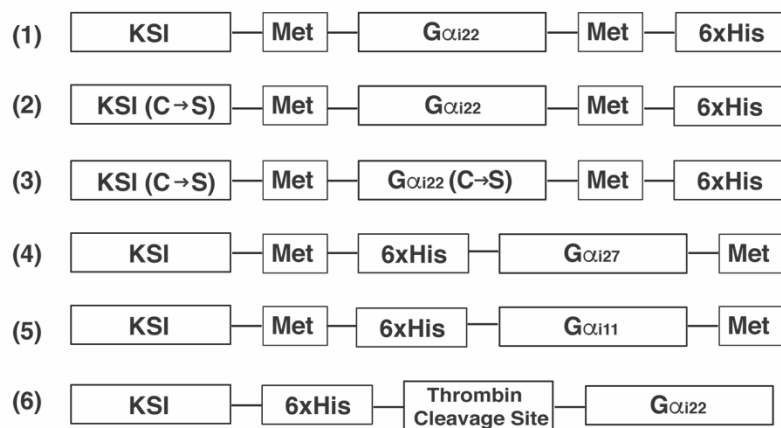 (1) KSI Met Gαi22 Met 6xHis
(2) KSI (C→S) Met Gαi22 Met 6xHis
(3) KSI (C→S) Met Gαi22 (C→S) Met 6xHis
(4) KSI Met 6xHis Gαi27 Met
(5) KSI Met 6xHis Gαi11 Met
(6) KSI 6xHis Thrombin
Cleavage Site Gαi22